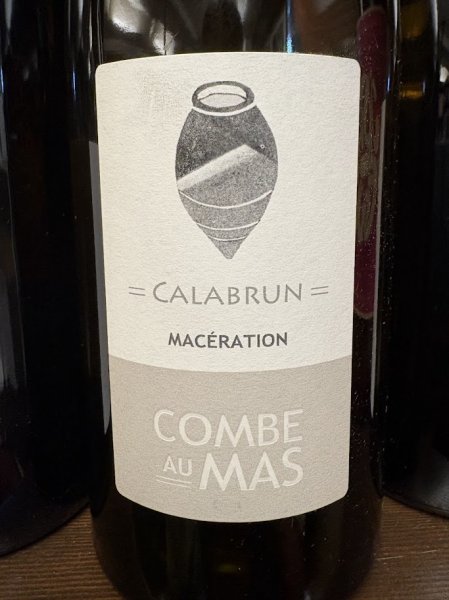 = CALABRUN =
MACÉRATION
COMBE
AU MAS